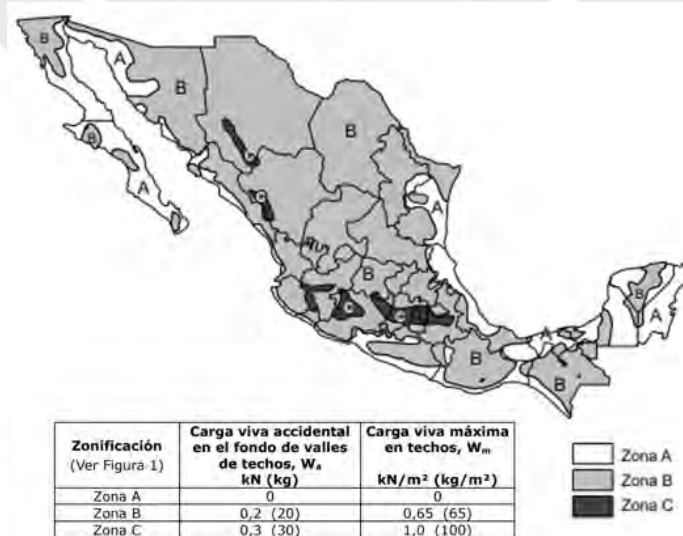 B
A
B
B
B
A
A
B
B
A
A
B
B
Zonificación
(Ver Figura 1)
Carga viva accidental
en el fondo de valles
de techos, Wa
kN (kg)
Carga viva máxima
en techos, Wm
kN/m² (kg/m²)
Zona A 0 0
Zona B 0,2 (20) 0,65 (65)
Zona C 0,3 (30) 1,0 (100)
Zona A
Zona B
Zona C